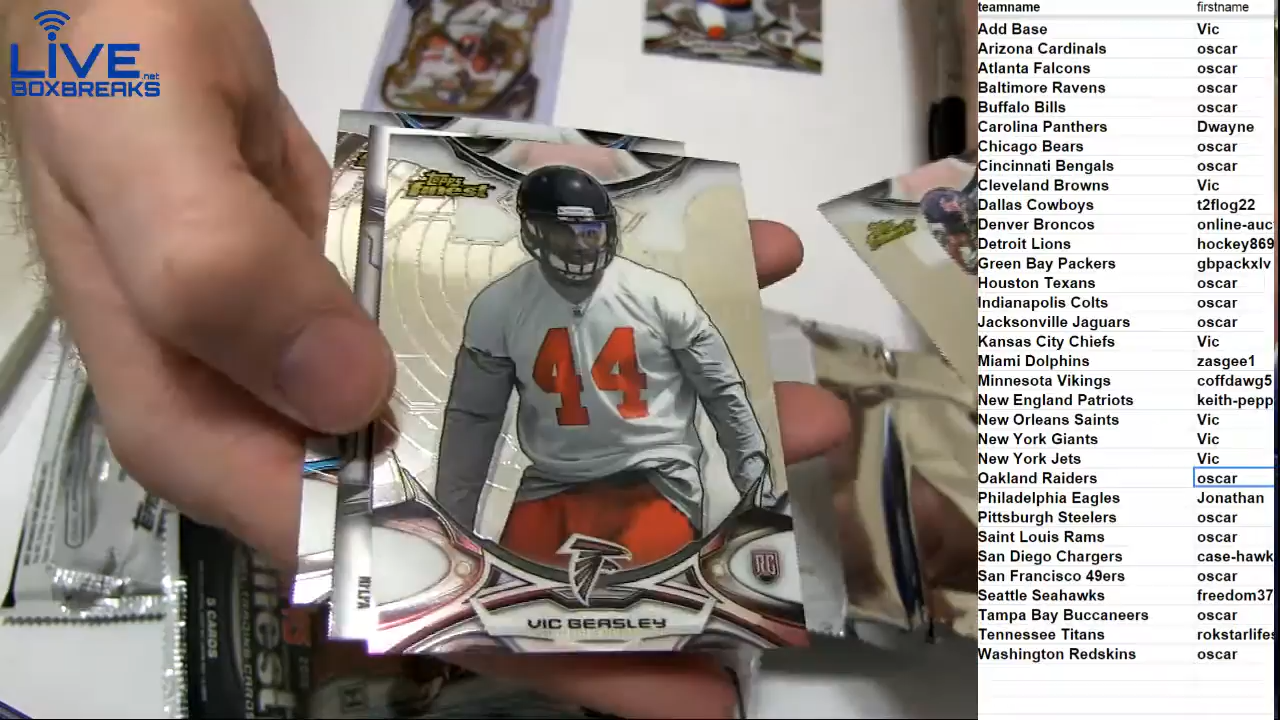 LIVE.net
BOXBREAKS
Topps
finest
44
RC
VIC BEASLEY
5 CARDS
teamname firstname
Add Base Vic
Arizona Cardinals oscar
Atlanta Falcons oscar
Baltimore Ravens oscar
Buffalo Bills oscar
Carolina Panthers Dwayne
Chicago Bears oscar
Cincinnati Bengals oscar
Cleveland Browns Vic
Dallas Cowboys t2flog22
Denver Broncos online-auc
Detroit Lions hockey869
Green Bay Packers gbpackxlv
Houston Texans oscar
Indianapolis Colts oscar
Jacksonville Jaguars oscar
Kansas City Chiefs Vic
Miami Dolphins zasgee1
Minnesota Vikings coffdawg5
New England Patriots keith-pepp
New Orleans Saints Vic
New York Giants Vic
New York Jets Vic
Oakland Raiders oscar
Philadelphia Eagles Jonathan
Pittsburgh Steelers oscar
Saint Louis Rams oscar
San Diego Chargers case-hawk
San Francisco 49ers oscar
Seattle Seahawks freedom37
Tampa Bay Buccaneers oscar
Tennessee Titans rokstarlifes
Washington Redskins oscar